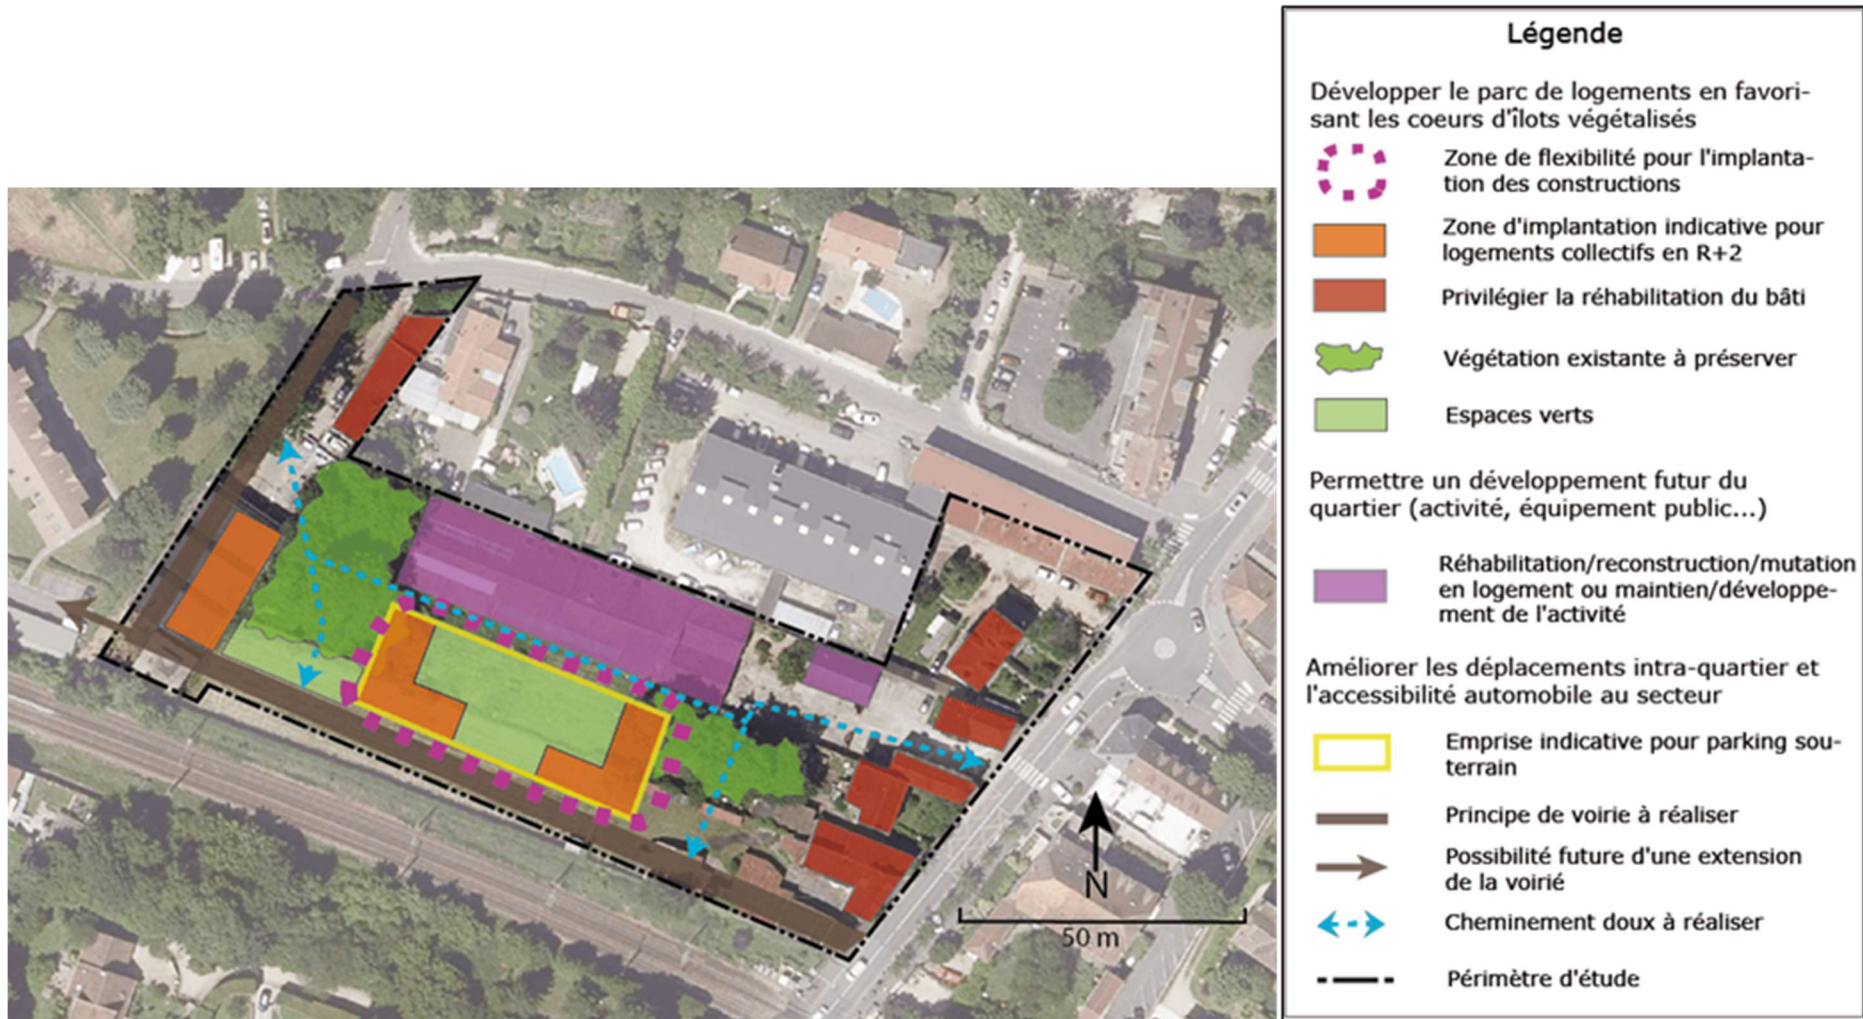 Légende
Développer le parc de logements en favori-
sant les coeurs d'îlots végétalisés
Zone de flexibilité pour l'implanta-
tion des constructions
Zone d'implantation indicative pour
logements collectifs en R+2
Privilégier la réhabilitation du bâti
Végétation existante à préserver
Espaces verts
Permettre un développement futur du
quartier (activité, équipement public...)
Réhabilitation/reconstruction/mutation
en logement ou maintien/développe-
ment de l'activité
Améliorer les déplacements intra-quartier et
l'accessibilité automobile au secteur
Emprise indicative pour parking sou-
terrain
Principe de voirie à réaliser
Possibilité future d'une extension
de la voirié
Cheminement doux à réaliser
Périmètre d'étude
N
50 m